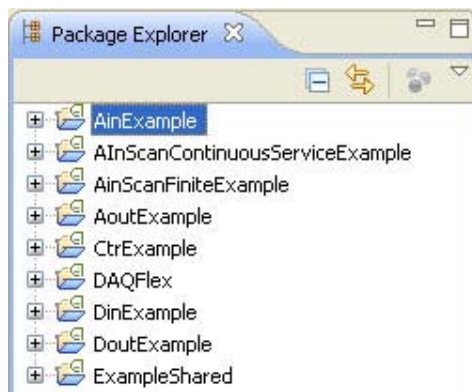 Package Explorer
AinExample
AInScanContinuousServiceExample
AinScanFiniteExample
AoutExample
CtrExample
DAQFlex
DinExample
DoutExample
ExampleShared